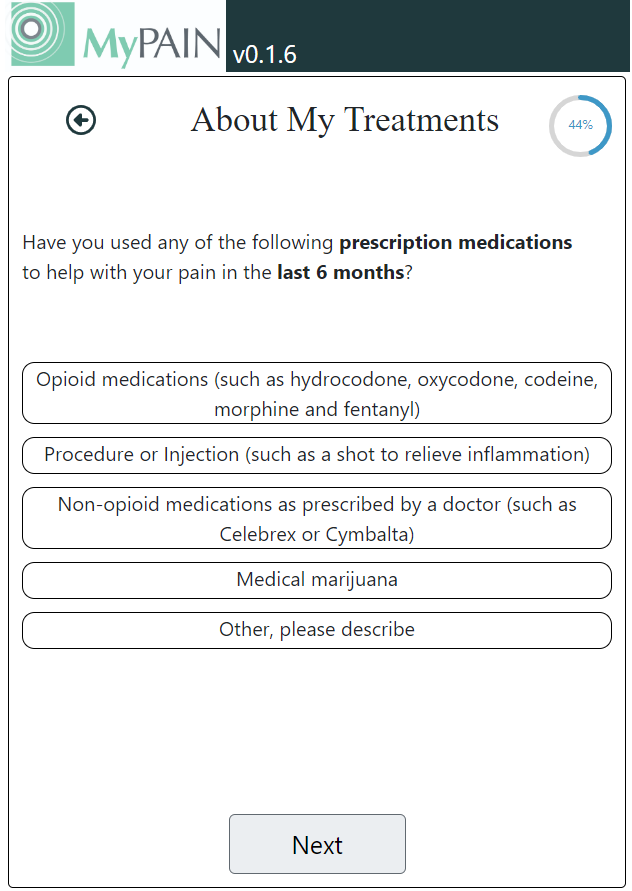 MyPAIN v0.1.6
About My Treatments
44%
Have you used any of the following prescription medications
to help with your pain in the last 6 months?
Opioid medications (such as hydrocodone, oxycodone, codeine,
morphine and fentanyl)
Procedure or Injection (such as a shot to relieve inflammation)
Non-opioid medications as prescribed by a doctor (such as
Celebrex or Cymbalta)
Medical marijuana
Other, please describe
Next